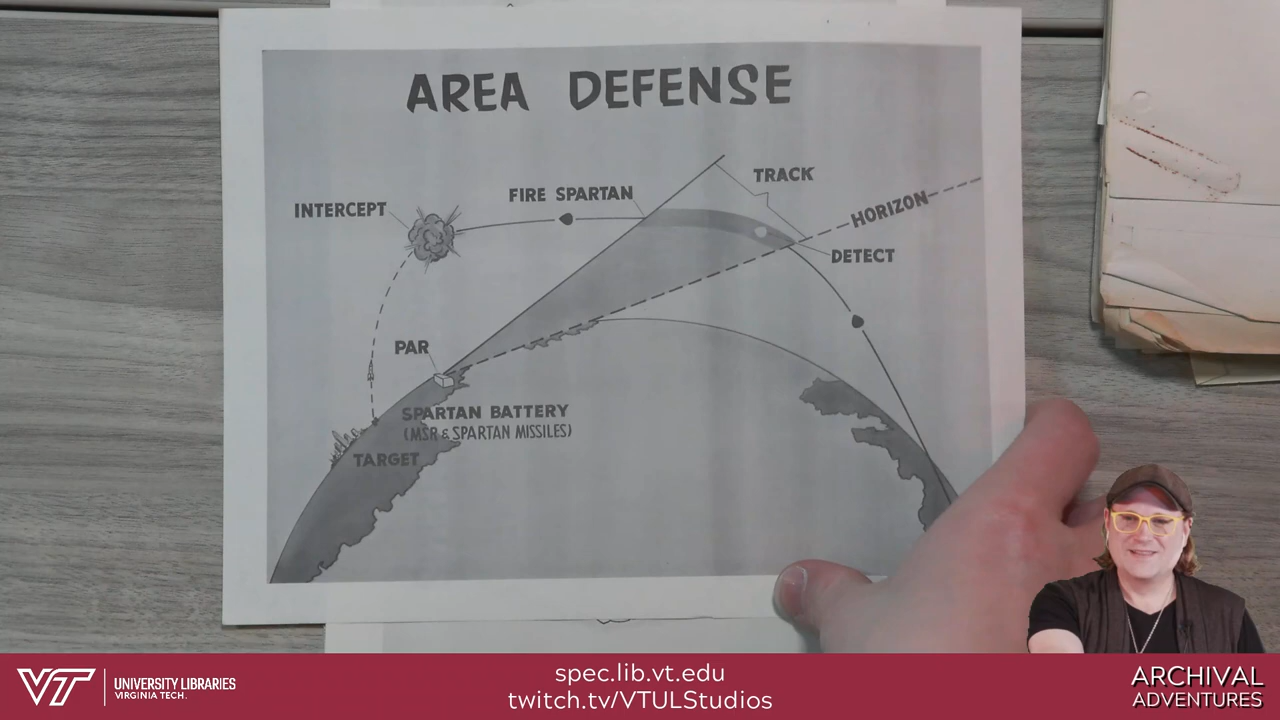 AREA DEFENSE
TRACK
FIRE SPARTAN
INTERCEPT
HORIZON
DETECT
PAR
SPARTAN BATTERY
(MSR & SPARTAN MISSILES)
TARGET
VT
UNIVERSITY LIBRARIES
VIRGINIA TECH.
spec.lib.vt.edu
twitch.tv/VTULStudios
ARCHIVAL
ADVENTURES